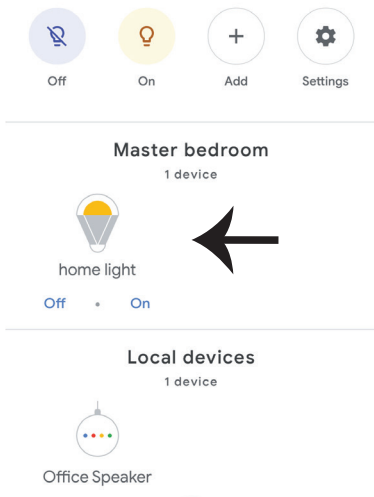 Off On Add Settings
Master bedroom
1 device
home light
Off • On
Local devices
1 device
Office Speaker